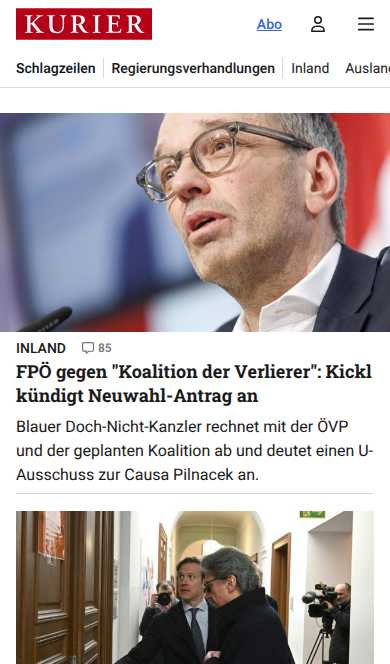 KURIER
Abo
Schlagzeilen Regierungsverhandlungen Inland Auslan
INLAND 85
FPÖ gegen "Koalition der Verlierer": Kickl
kündigt Neuwahl-Antrag an
Blauer Doch-Nicht-Kanzler rechnet mit der ÖVP
und der geplanten Koalition ab und deutet einen U-
Ausschuss zur Causa Pilnacek an.